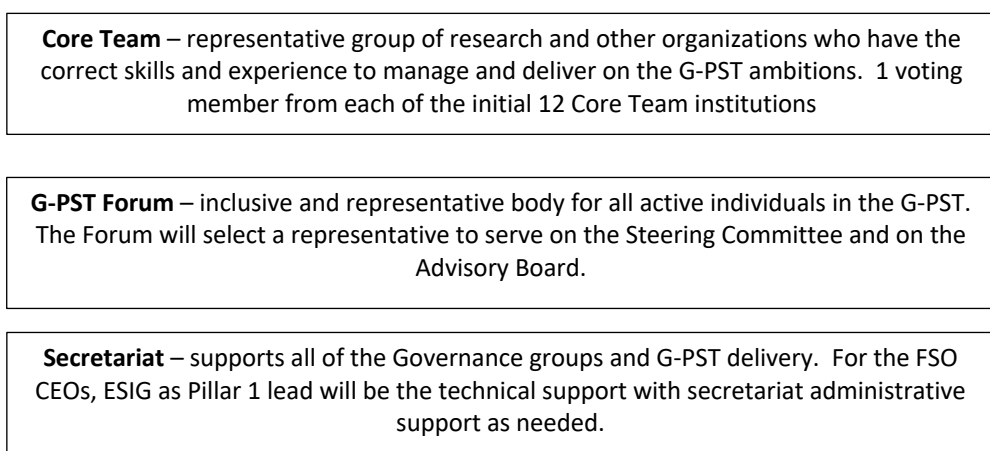 Core Team – representative group of research and other organizations who have the
correct skills and experience to manage and deliver on the G-PST ambitions.  1 voting
member from each of the initial 12 Core Team institutions
G-PST Forum – inclusive and representative body for all active individuals in the G-PST.
The Forum will select a representative to serve on the Steering Committee and on the
Advisory Board.
Secretariat – supports all of the Governance groups and G-PST delivery.  For the FSO
CEOs, ESIG as Pillar 1 lead will be the technical support with secretariat administrative
support as needed.